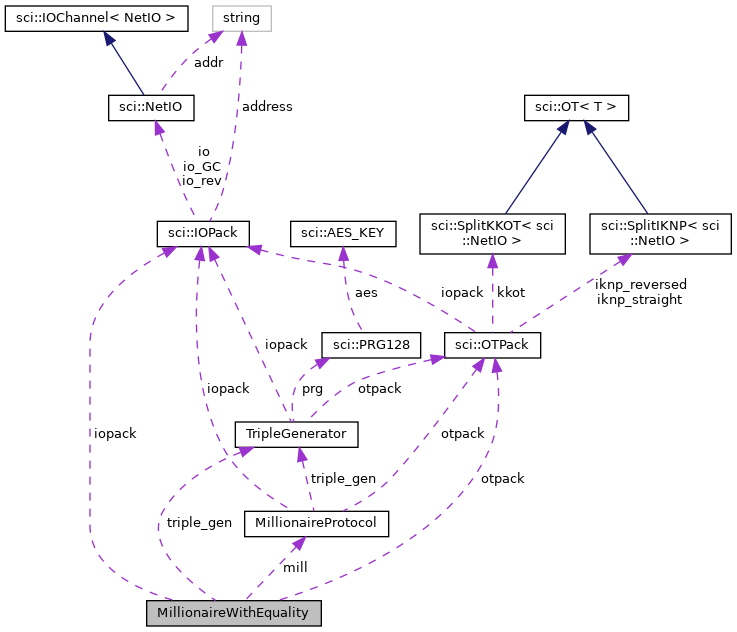 sci::IOChannel< NetIO >
string
addr
sci::NetIO
address
sci::OT< T >
io
io_GC
io_rev
sci::IOPack
sci::AES_KEY
sci::SplitKKOT< sci
::NetIO >
sci::SplitIKNP< sci
::NetIO >
aes
iopack
kkot
iknp_reversed
iknp_straight
iopack
sci::PRG128
sci::OTPack
iopack
prg
otpack
iopack
TripleGenerator
otpack
triple_gen
otpack
triple_gen
MillionaireProtocol
mill
MillionaireWithEquality